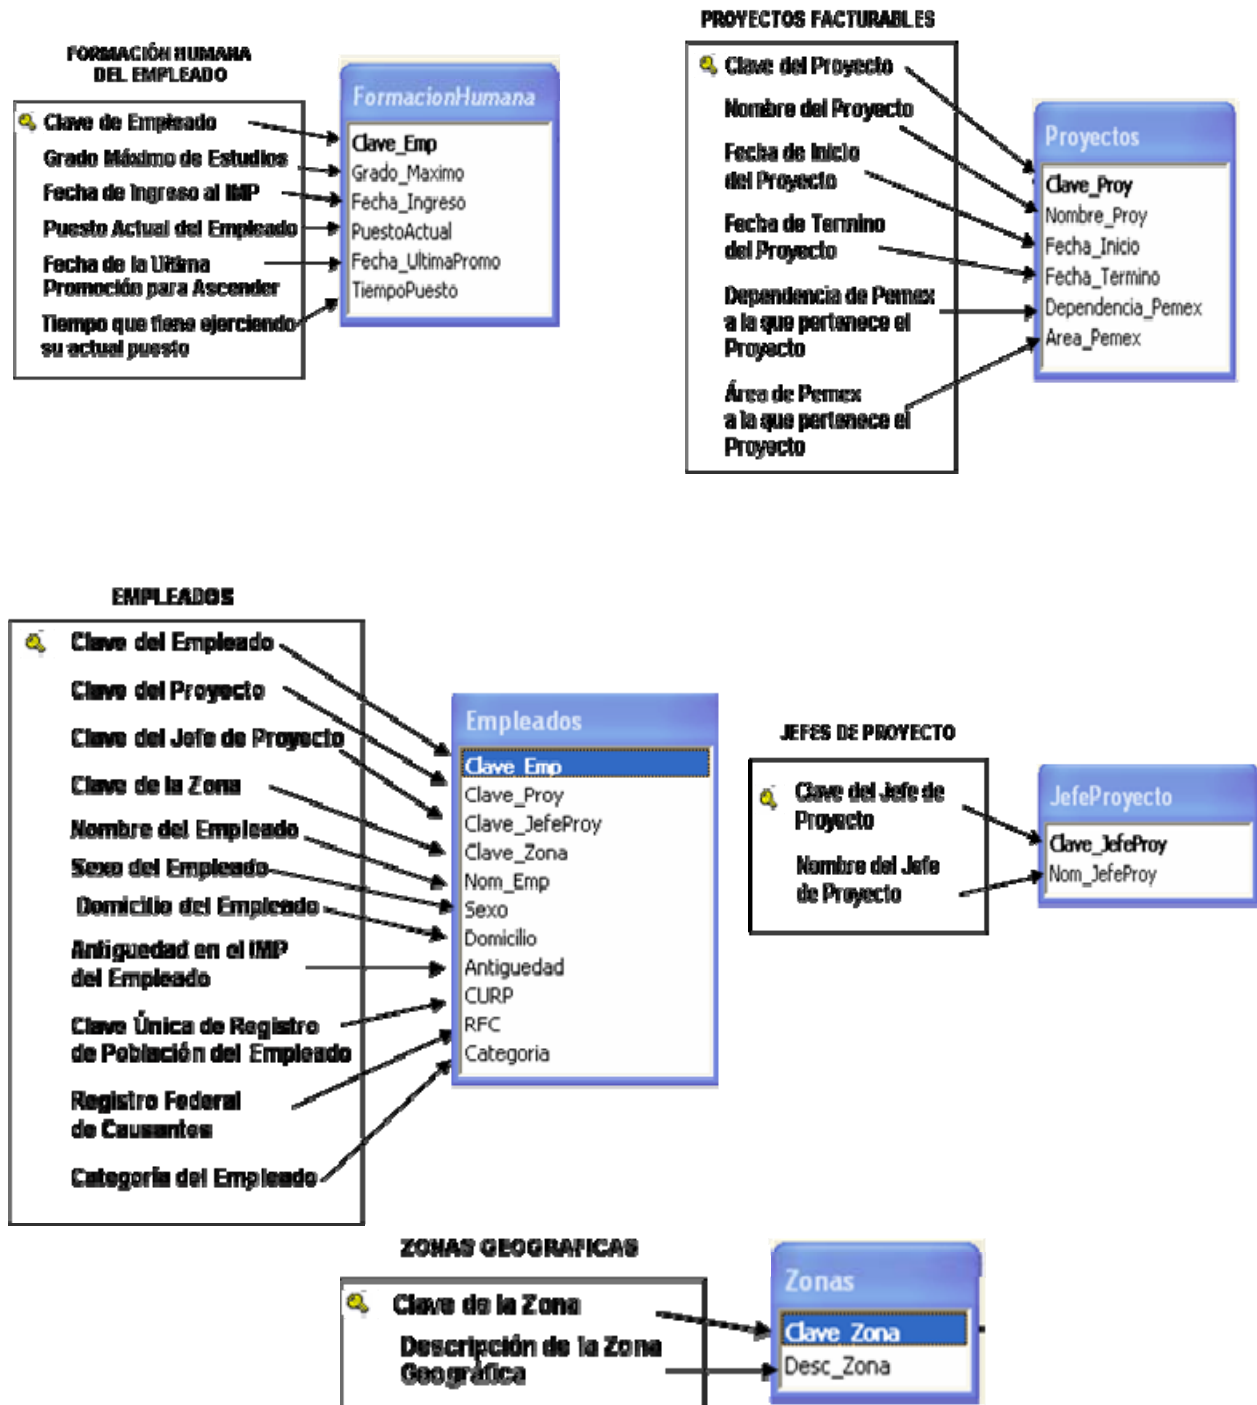 FORMACIÓN HUMANA
DEL EMPLEADO
Clave de Empleado
Grado Máximo de Estudios
Fecha de Ingreso al IMP
Puesto Actual del Empleado
Fecha de la Ultima
Promoción para Ascender
Tiempo que tiene ejerciendo
su actual puesto
FormacionHumana
Clave_Emp
Grado_Maximo
Fecha_Ingreso
PuestoActual
Fecha_UltimaPromo
TiempoPuesto
PROYECTOS FACTURABLES
Clave del Proyecto
Nombre del Proyecto
Fecha de Inicio
del Proyecto
Fecha de Termino
del Proyecto
Dependencia de Pemex
a la que pertenece el
Proyecto
Área de Pemex
a la que pertenece el
Proyecto
Proyectos
Clave_Proy
Nombre_Proy
Fecha_Inicio
Fecha_Termino
Dependencia_Pemex
Area_Pemex
EMPLEADOS
Clave del Empleado
Clave del Proyecto
Clave del Jefe de Proyecto
Clave de la Zona
Nombre del Empleado
Sexo del Empleado
Domicilio del Empleado
Antiguedad en el IMP
del Empleado
Clave Única de Registro
de Población del Empleado
Registro Federal
de Causantes
Categoría del Empleado
Empleados
Clave_Emp
Clave_Proy
Clave_JefeProy
Clave_Zona
Nom_Emp
Sexo
Domicilio
Antiguedad
CURP
RFC
Categoria
JEFES DE PROYECTO
Clave del Jefe de
Proyecto
Nombre del Jefe
de Proyecto
JefeProyecto
Clave_JefeProy
Nom_JefeProy
ZONAS GEOGRAFICAS
Clave de la Zona
Descripción de la Zona
Geográfica
Zonas
Clave_Zona
Desc_Zona